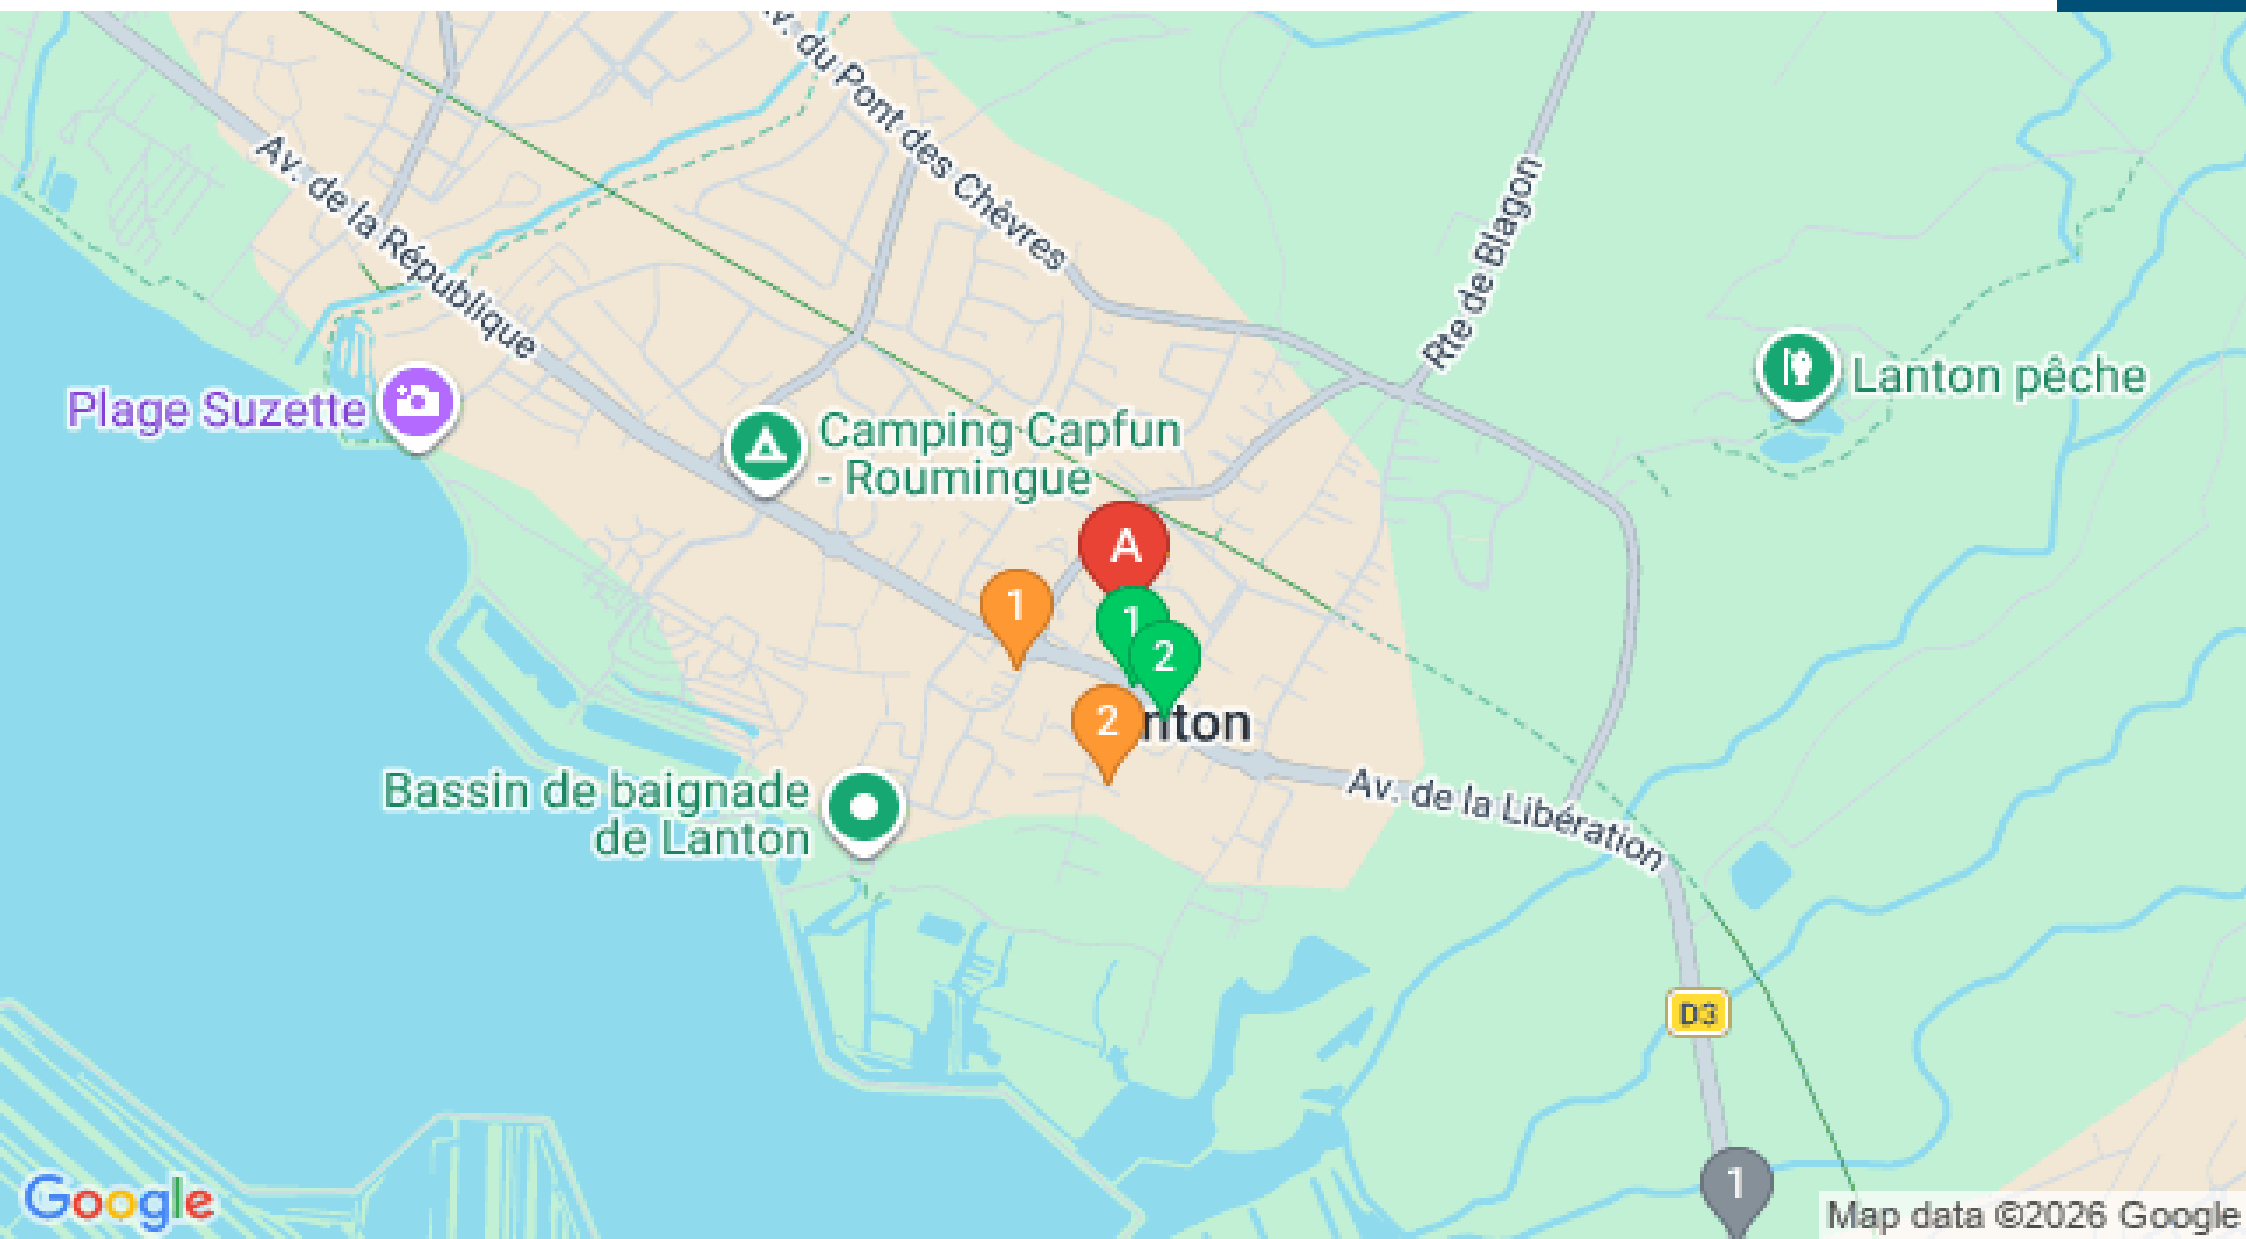 Av. du Pont des Chèvres
Av. de la République
Rte de Blagon
Plage Suzette
Camping Capfun
- Roumingue
Lanton pêche
A
1
1
2
2
nton
Bassin de baignade
de Lanton
Av. de la Libération
D3
1
Google
Map data ©2026 Google